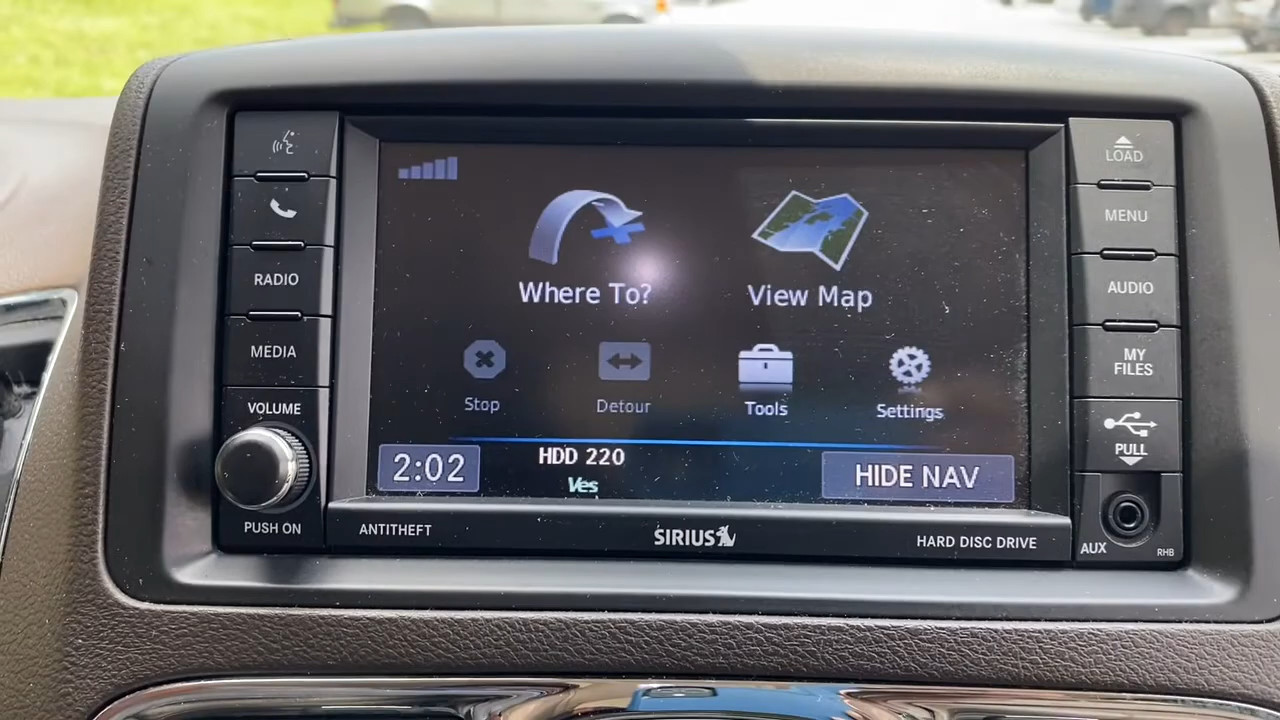 LOAD
MENU
RADIO
AUDIO
Where To?
View Map
MEDIA
MY
FILES
Stop
Detour
Tools
Settings
VOLUME
PULL
2:02
HDD 220
Ves
HIDE NAV
PUSH ON
ANTITHEFT
SIRIUS
HARD DISC DRIVE
AUX
RHB